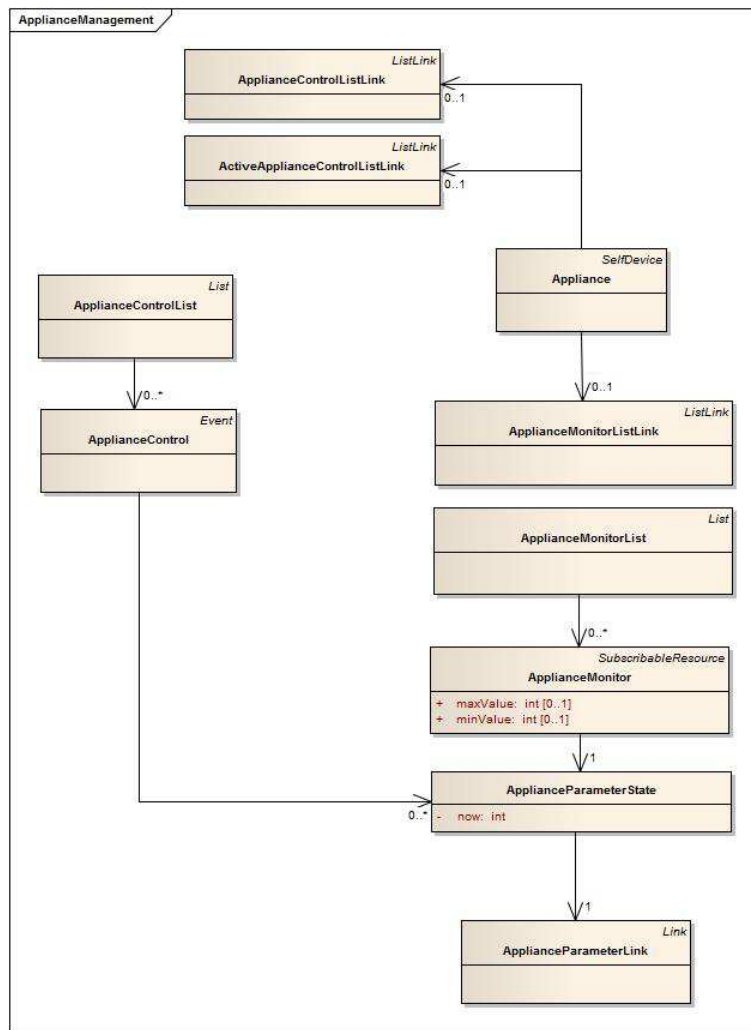 ApplianceManagement
ListLink
ApplianceControlListLink
0..1
ListLink
ActiveApplianceControlListLink
0..1
SelfDevice
Appliance
List
ApplianceControlList
0..*
0..1
Event
ApplianceControl
ListLink
ApplianceMonitorListLink
List
ApplianceMonitorList
0..*
SubscribableResource
ApplianceMonitor
+ maxValue: int [0..1]
+ minValue: int [0..1]
1
ApplianceParameterState
0..*
- now: int
1
Link
ApplianceParameterLink